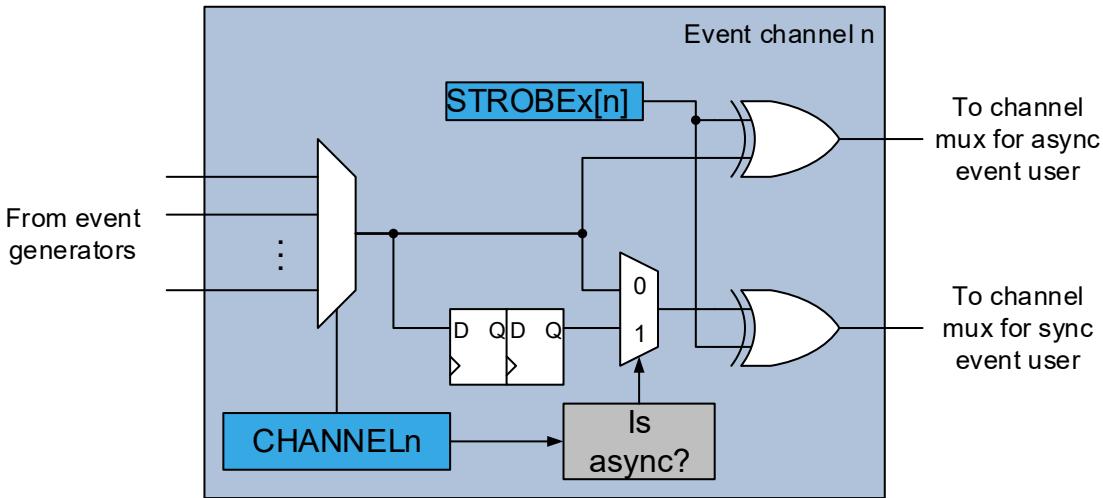 Event channel n
STROBEx[n]
To channel
mux for async
event user
From event
generators
⋮
0
1
D Q D Q
To channel
mux for sync
event user
CHANNELn
Is
async?